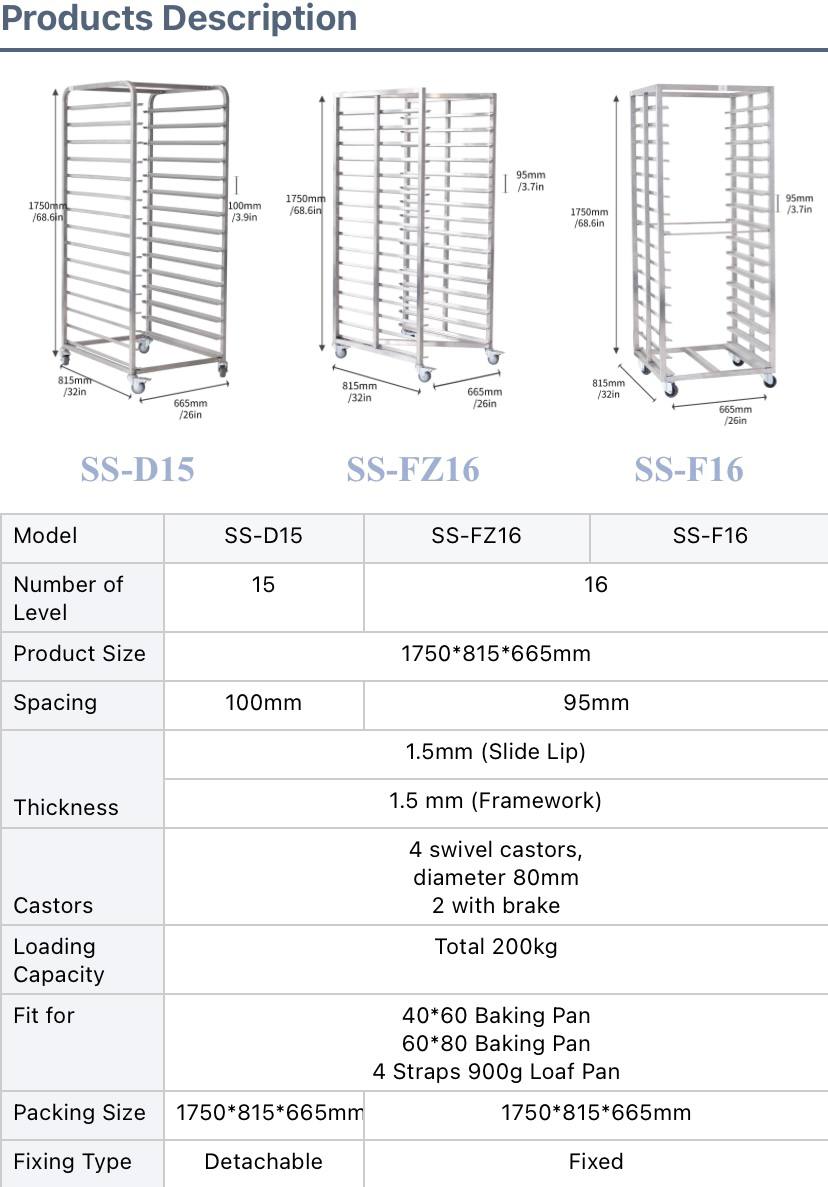 Products Description
1750mm
/68.6in
100mm
/3.9in
815mm
/32in
665mm
/26in
1750mm
/68.6in
95mm
/3.7in
815mm
/32in
665mm
/26in
1750mm
/68.6in
95mm
/3.7in
815mm
/32in
665mm
/26in
SS-D15 SS-FZ16 SS-F16
Model SS-D15 SS-FZ16 SS-F16
Number of Level 15 16
Product Size 1750*815*665mm
Spacing 100mm 95mm
Thickness 1.5mm (Slide Lip)
1.5 mm (Framework)
Castors 4 swivel castors,
diameter 80mm
2 with brake
Loading Capacity Total 200kg
Fit for 40*60 Baking Pan
60*80 Baking Pan
4 Straps 900g Loaf Pan
Packing Size 1750*815*665mm 1750*815*665mm
Fixing Type Detachable Fixed